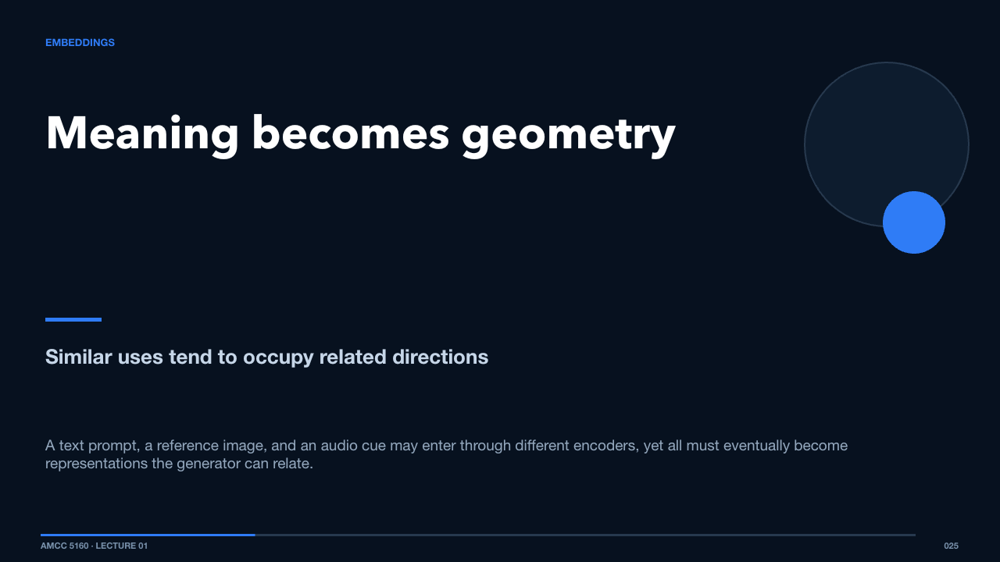 EMBEDDINGS
Meaning becomes geometry
Similar uses tend to occupy related directions
A text prompt, a reference image, and an audio cue may enter through different encoders, yet all must eventually become
representations the generator can relate.
AMCC 5160 · LECTURE 01
025